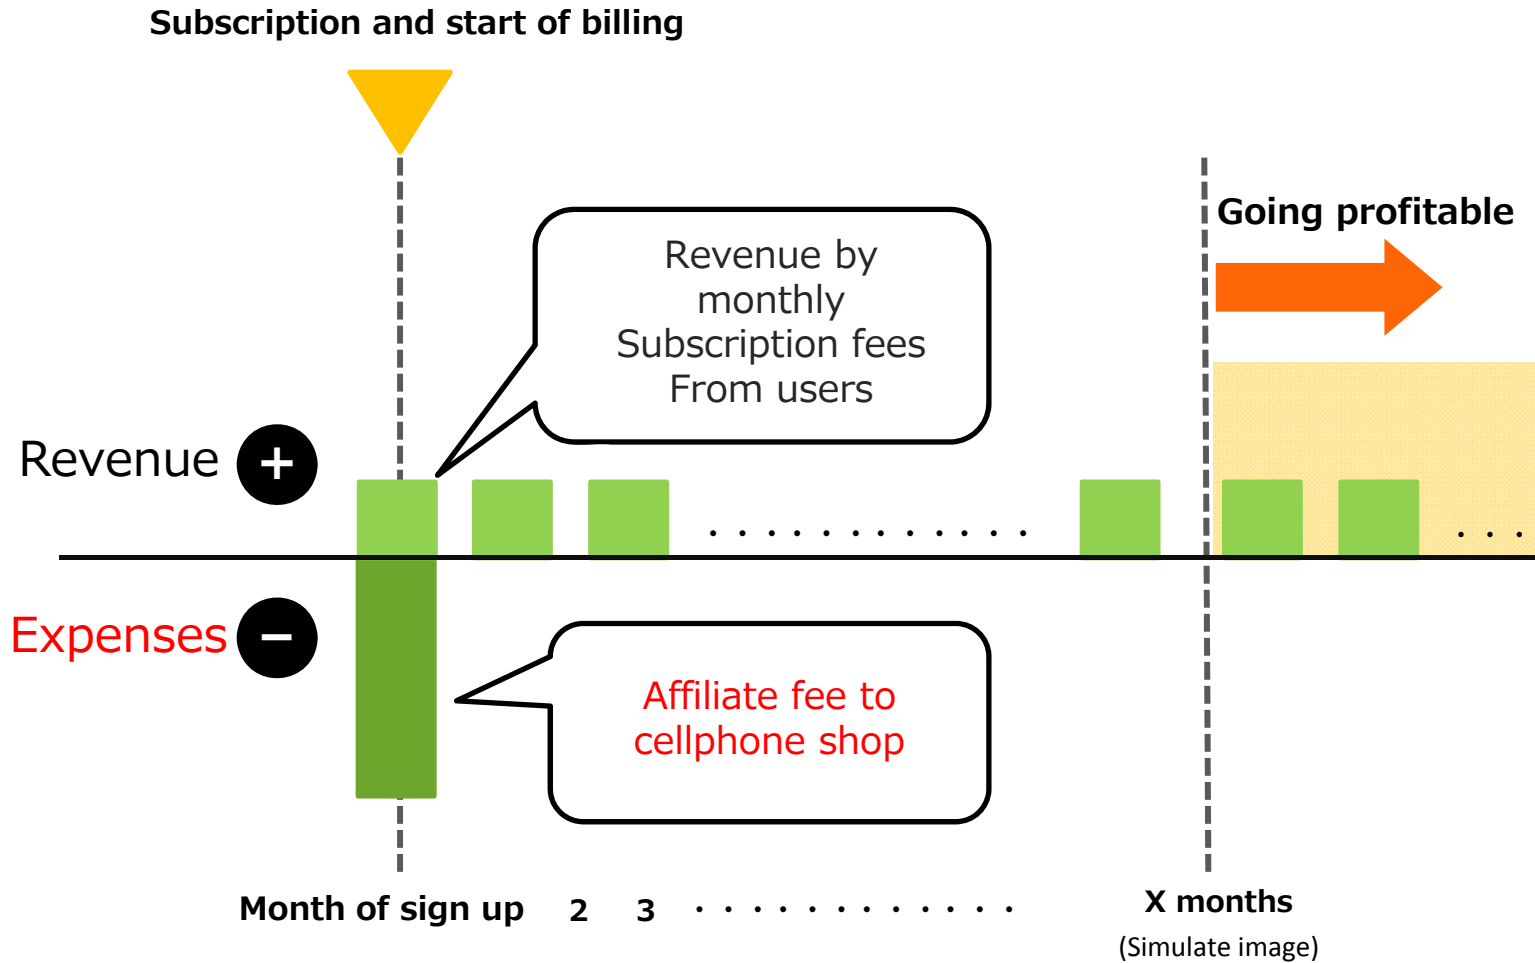 Subscription and start of billing
Going profitable
Revenue by
monthly
Subscription fees
From users
Revenue +
Expenses −
Affiliate fee to
cellphone shop
Month of sign up 2 3 ・・・・・・・・・・・・ X months
(Simulate image)